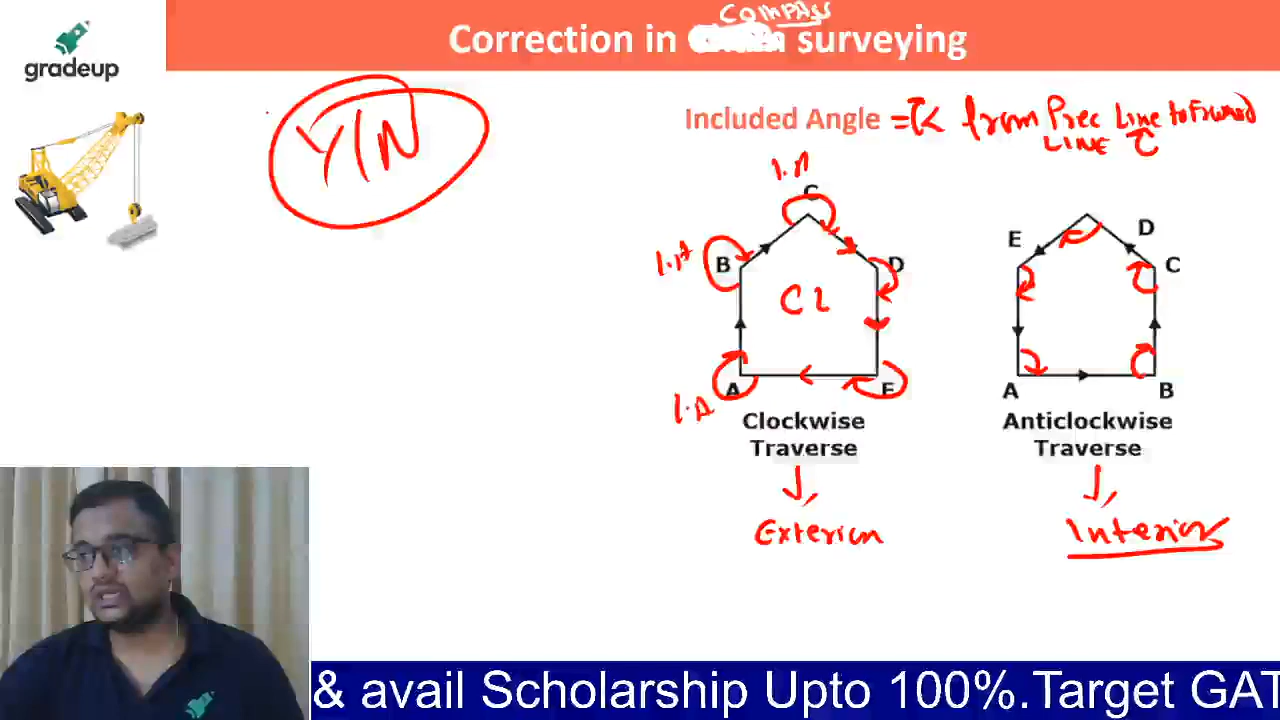 gradeup
COMPASS
Correction in surveying
Y/N
Included Angle = from Prec Line to Forward
LINE
I.A
C
I.A
B
D
CL
A
E
I.A
Clockwise
Traverse
Exterior
E
D
C
A
B
Anticlockwise
Traverse
Interior
& avail Scholarship Upto 100%.Target GAT